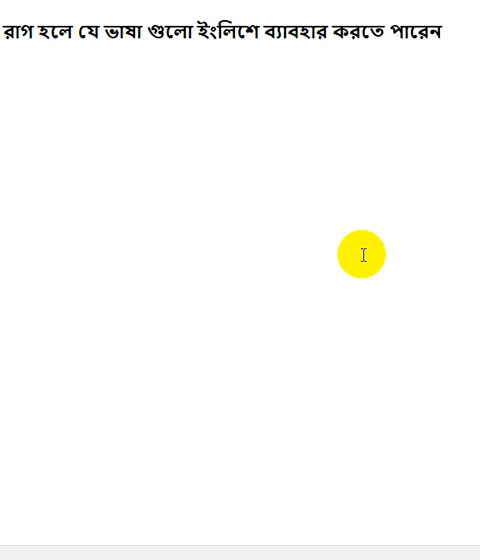 রাগ হলে যে ভাষা গুলো ইংলিশে ব্যাবহার করতে পারেন